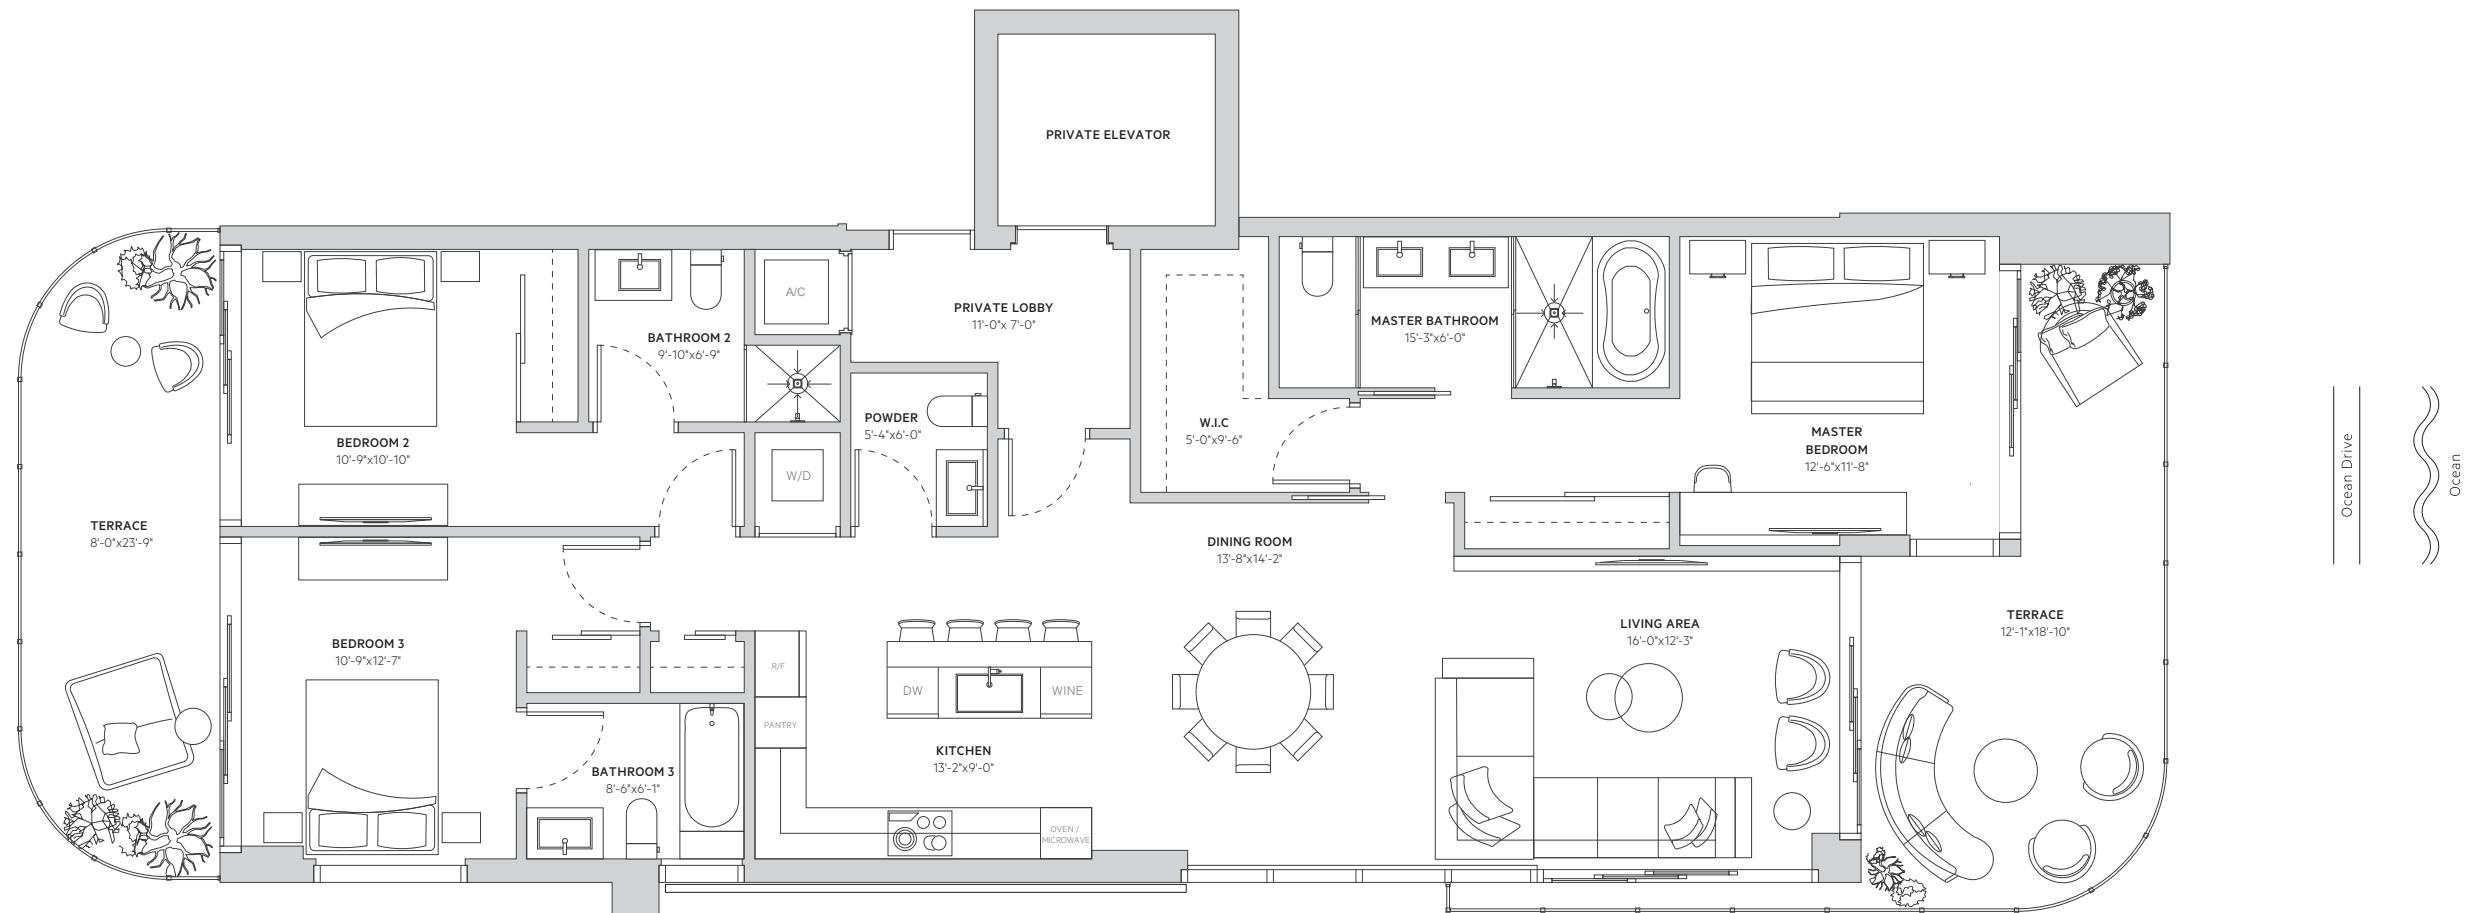 PRIVATE ELEVATOR
A/C
PRIVATE LOBBY
11'-0"x 7'-0"
BATHROOM 2
9'-10"x6'-9"
MASTER BATHROOM
15'-3"x6'-0"
POWDER
5'-4"x6'-0"
W.I.C
5'-0"x9'-6"
MASTER
BEDROOM
12'-6"x11'-8"
BEDROOM 2
10'-9"x10'-10"
W/D
Ocean Drive
Ocean
TERRACE
8'-0"x23'-9"
DINING ROOM
13'-8"x14'-2"
LIVING AREA
16'-0"x12'-3"
TERRACE
12'-1"x18'-10"
BEDROOM 3
10'-9"x12'-7"
R/F
DW
WINE
PANTRY
KITCHEN
13'-2"x9'-0"
BATHROOM 3
8'-6"x6'-1"
OVEN /
MICROWAVE